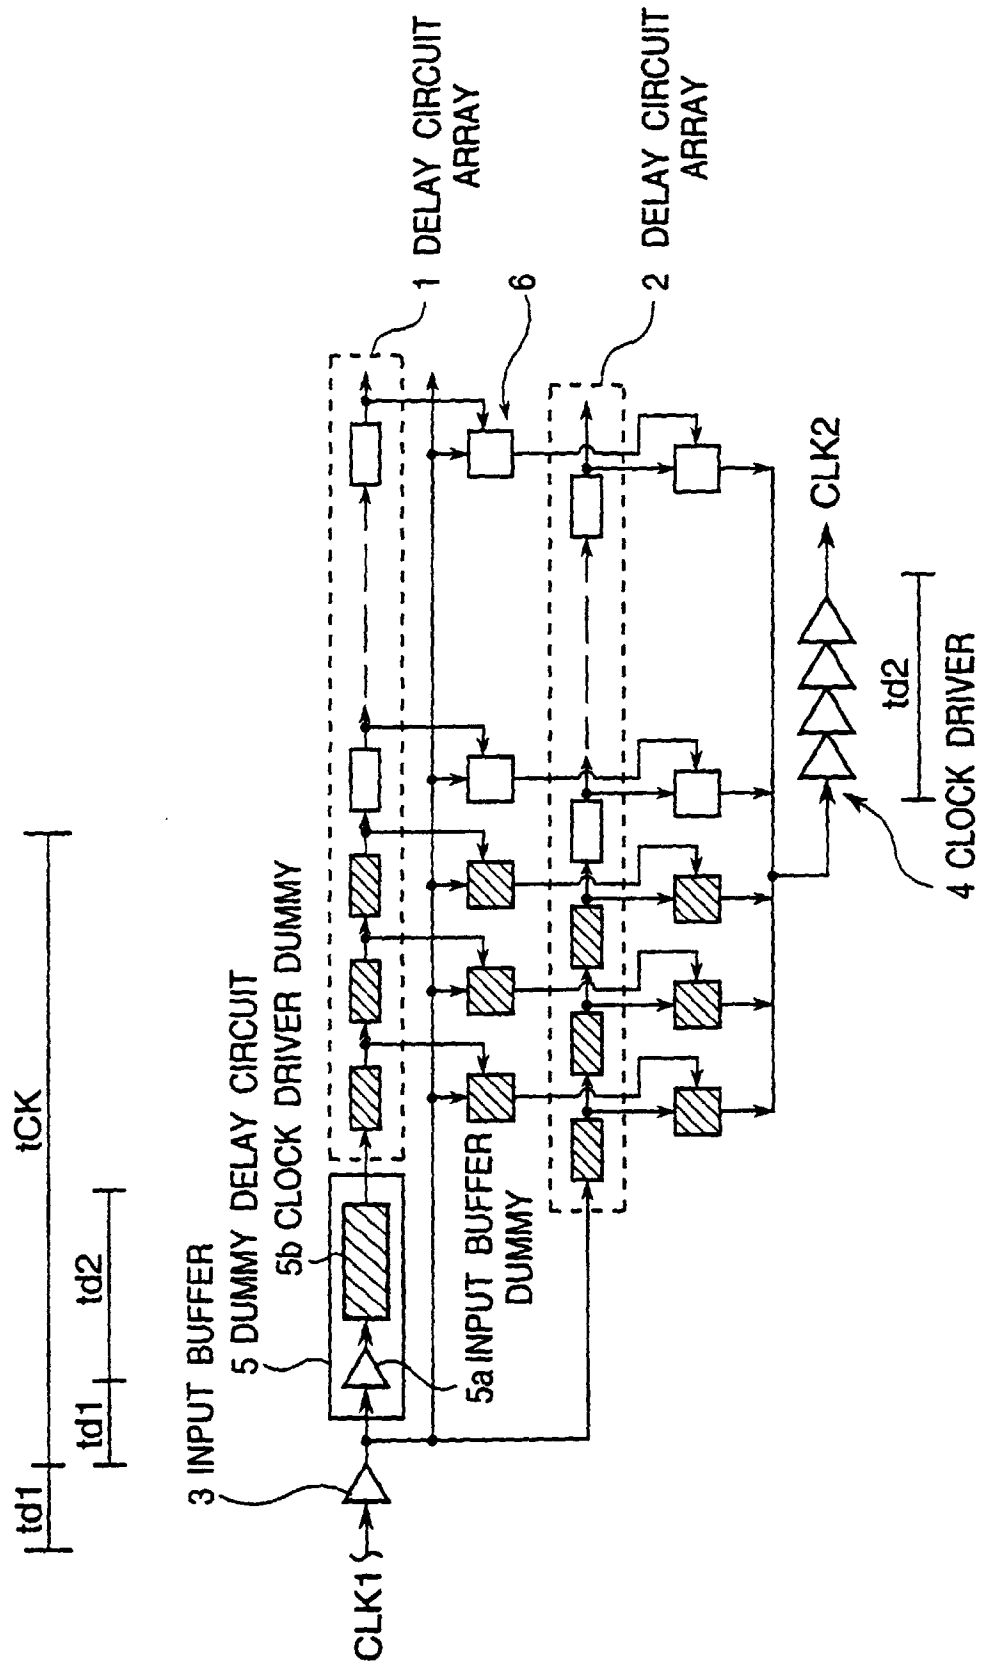 td1
tCK
td1
td2
3 INPUT BUFFER
5 DUMMY DELAY CIRCUIT
5b CLOCK DRIVER DUMMY
CLK1
5a INPUT BUFFER
DUMMY
1 DELAY CIRCUIT
ARRAY
6
2 DELAY CIRCUIT
ARRAY
CLK2
td2
4 CLOCK DRIVER